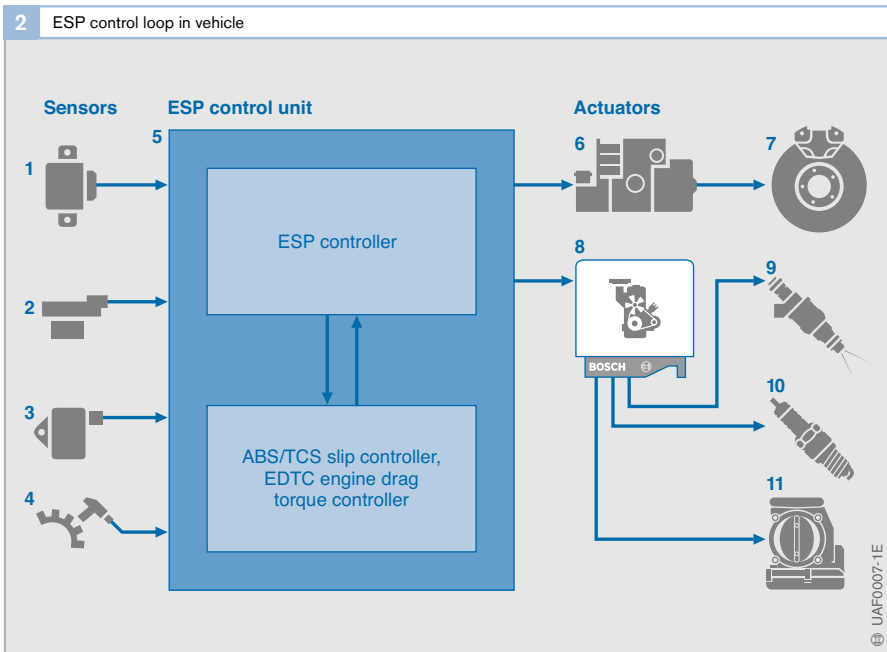 2 ESP control loop in vehicle
Sensors
ESP control unit
Actuators
1
2
3
4
5
ESP controller
ABS/TCS slip controller,
EDTC engine drag
torque controller
6
7
8
BOSCH
9
10
11
UAF0007-1E